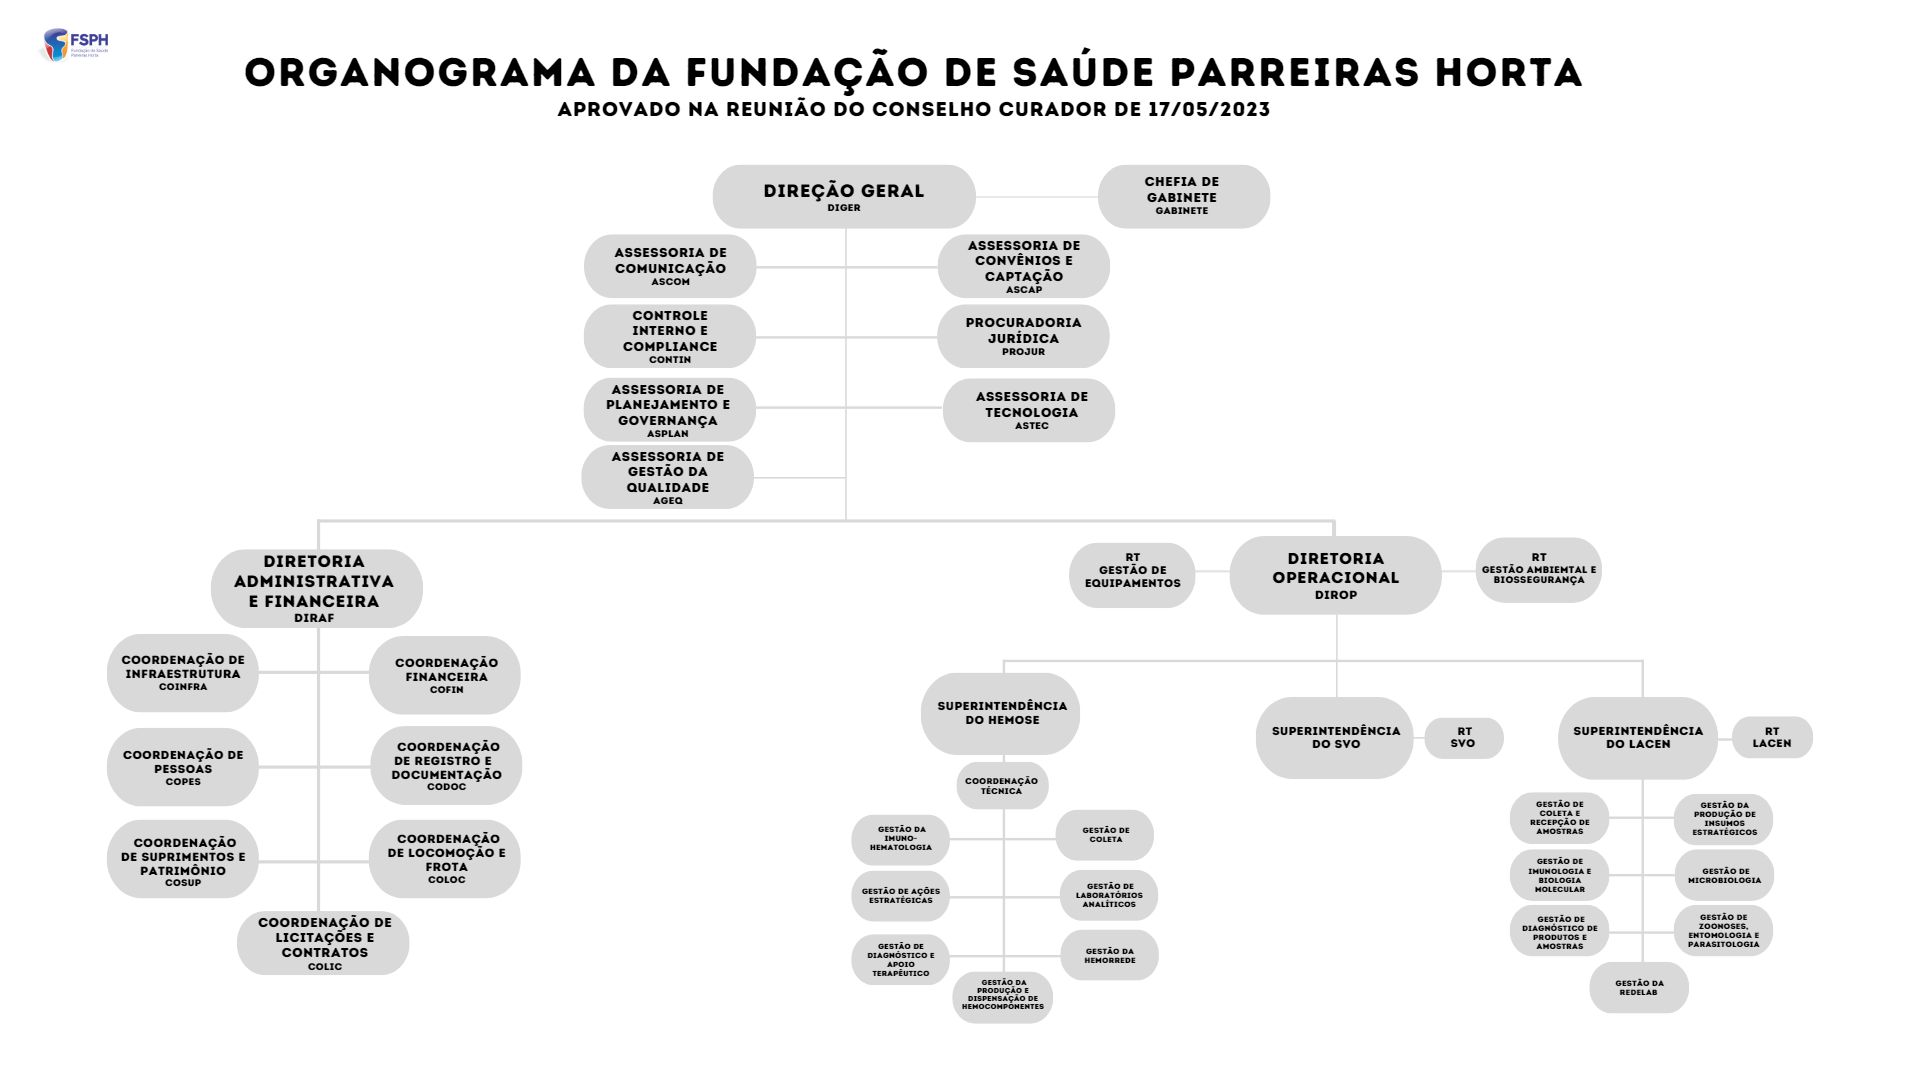 FSPH
Fundação de Saúde
Parreiras Horta
ORGANOGRAMA DA FUNDAÇÃO DE SAÚDE PARREIRAS HORTA
APROVADO NA REUNIÃO DO CONSELHO CURADOR DE 17/05/2023
DIREÇÃO GERAL
DIGER
CHEFIA DE
GABINETE
GABINETE
ASSESSORIA DE
COMUNICAÇÃO
ASCOM
ASSESSORIA DE
CONVÊNIOS E
CAPTAÇÃO
ASCAP
CONTROLE
INTERNO E
COMPLIANCE
CONTIN
PROCURADORIA
JURÍDICA
PROJUR
ASSESSORIA DE
PLANEJAMENTO E
GOVERNANÇA
ASPLAN
ASSESSORIA DE
TECNOLOGIA
ASTEC
ASSESSORIA DE
GESTÃO DA
QUALIDADE
AGEQ
DIRETORIA
ADMINISTRATIVA
E FINANCEIRA
DIRAF
RT
GESTÃO DE
EQUIPAMENTOS
DIRETORIA
OPERACIONAL
DIROP
RT
GESTÃO AMBIEMTAL E
BIOSSEGURANÇA
COORDENAÇÃO DE
INFRAESTRUTURA
COINFRA
COORDENAÇÃO
FINANCEIRA
COFIN
COORDENAÇÃO DE
PESSOAS
COPES
COORDENAÇÃO
DE REGISTRO E
DOCUMENTAÇÃO
CODOC
COORDENAÇÃO
DE SUPRIMENTOS E
PATRIMÔNIO
COSUP
COORDENAÇÃO
DE LOCOMOÇÃO E
FROTA
COLOC
COORDENAÇÃO DE
LICITAÇÕES E
CONTRATOS
COLIC
SUPERINTENDÊNCIA
DO HEMOSE
SUPERINTENDÊNCIA
DO SVO
RT
SVO
SUPERINTENDÊNCIA
DO LACEN
RT
LACEN
COORDENAÇÃO
TÉCNICA
GESTÃO DA
IMUNO-
HEMATOLOGIA
GESTÃO DE
COLETA
GESTÃO DE AÇÕES
ESTRATÉGICAS
GESTÃO DE
LABORATÓRIOS
ANALÍTICOS
GESTÃO DE
DIAGNÓSTICO E
APOIO
TERAPÊUTICO
GESTÃO DA
HEMORREDE
GESTÃO DA
PRODUÇÃO E
DISPENSAÇÃO DE
HEMOCOMPONENTES
GESTÃO DE
COLETA E
RECEPÇÃO DE
AMOSTRAS
GESTÃO DA
PRODUÇÃO DE
INSUMOS
ESTRATÉGICOS
GESTÃO DE
IMUNOLOGIA E
BIOLOGIA
MOLECULAR
GESTÃO DE
MICROBIOLOGIA
GESTÃO DE
DIAGNÓSTICO DE
PRODUTOS E
AMOSTRAS
GESTÃO DE
ZOONOSES,
ENTOMOLOGIA E
PARASITOLOGIA
GESTÃO DA
REDELAB